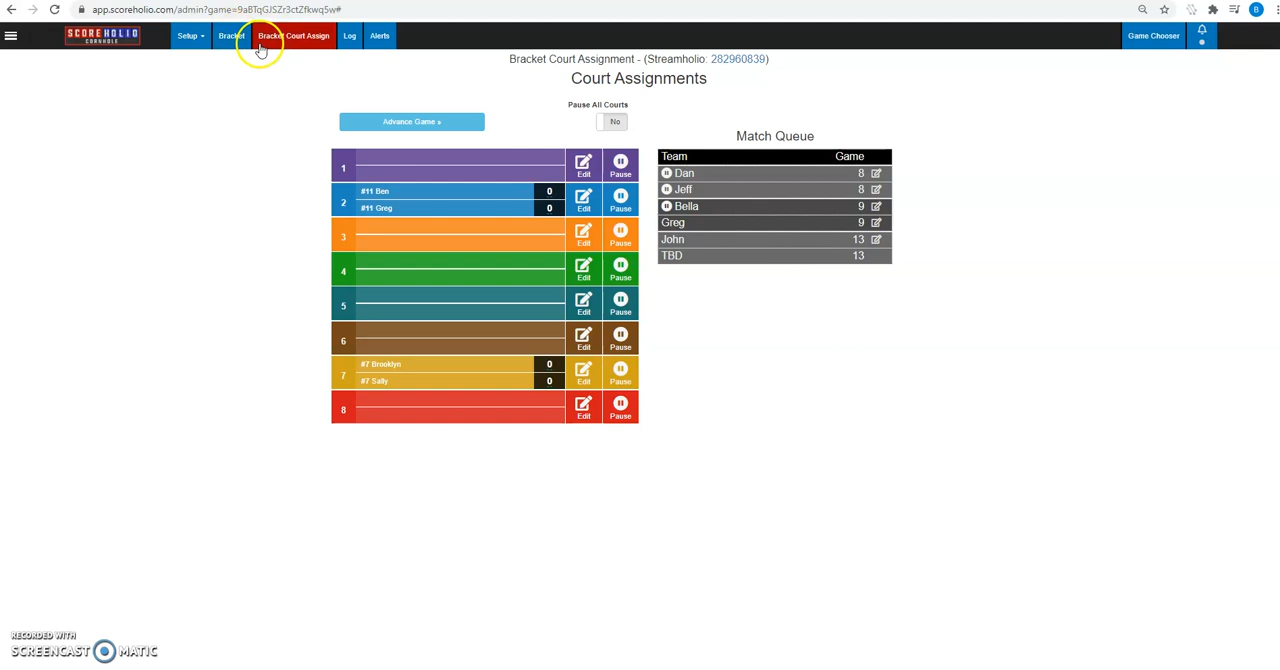 app.scoreholio.com/admin?game=9aBTqGJSZr3ctZfkwq5w#
B
SCOREHOLIO
CORNHOLE
Setup
Bracket
Bracket Court Assign
Log
Alerts
Game Chooser
Bracket Court Assignment - (Streamholio: 282960839)
Court Assignments
Pause All Courts
Advance Game »
No
Match Queue
1 Edit Pause
2 #11 Ben 0 Edit Pause
#11 Greg 0
3 Edit Pause
4 Edit Pause
5 Edit Pause
6 Edit Pause
7 #7 Brooklyn 0 Edit Pause
#7 Sally 0
8 Edit Pause
Team Game
Dan 8
Jeff 8
Bella 9
Greg 9
John 13
TBD 13
RECORDED WITH
SCREENCAST MATIC